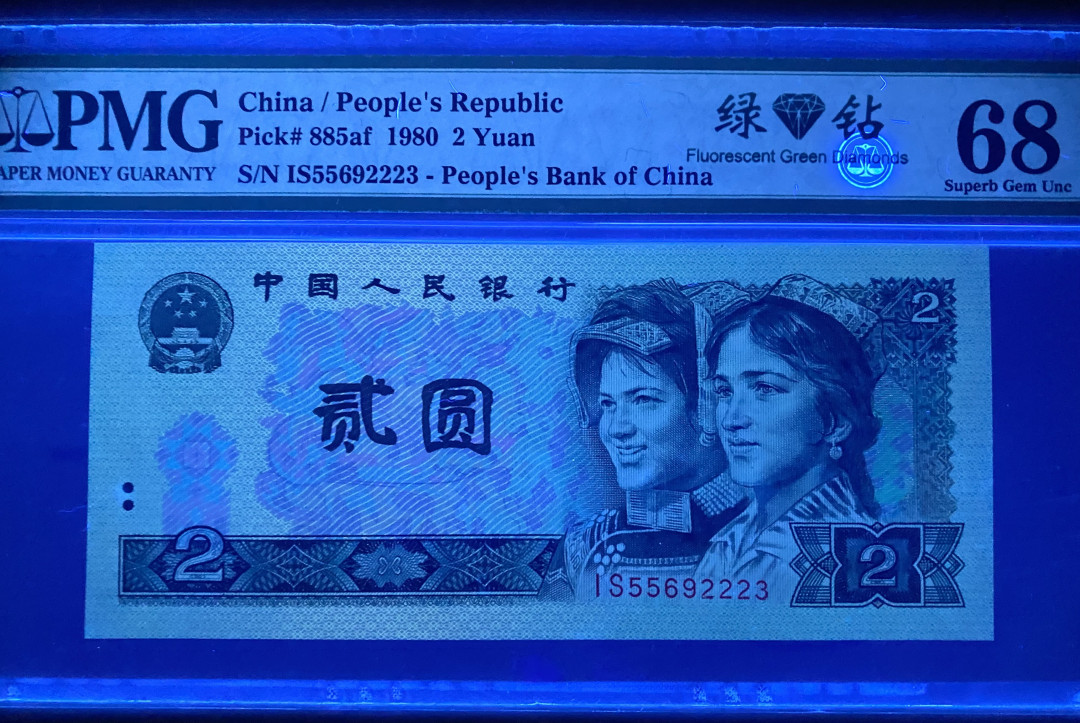 PMG
APER MONEY GUARANTY
China / People's Republic
Pick# 885af 1980 2 Yuan
S/N IS55692223 - People's Bank of China
绿 钻
Fluorescent Green Diamonds
68
Superb Gem Unc
中国人民银行
2
贰圆
2
2
IS55692223